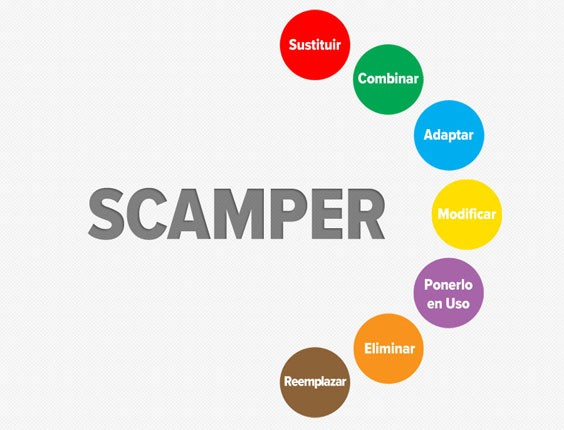 Sustituir
Combinar
Adaptar
SCAMPER
Modificar
Ponerlo
en Uso
Eliminar
Reemplazar